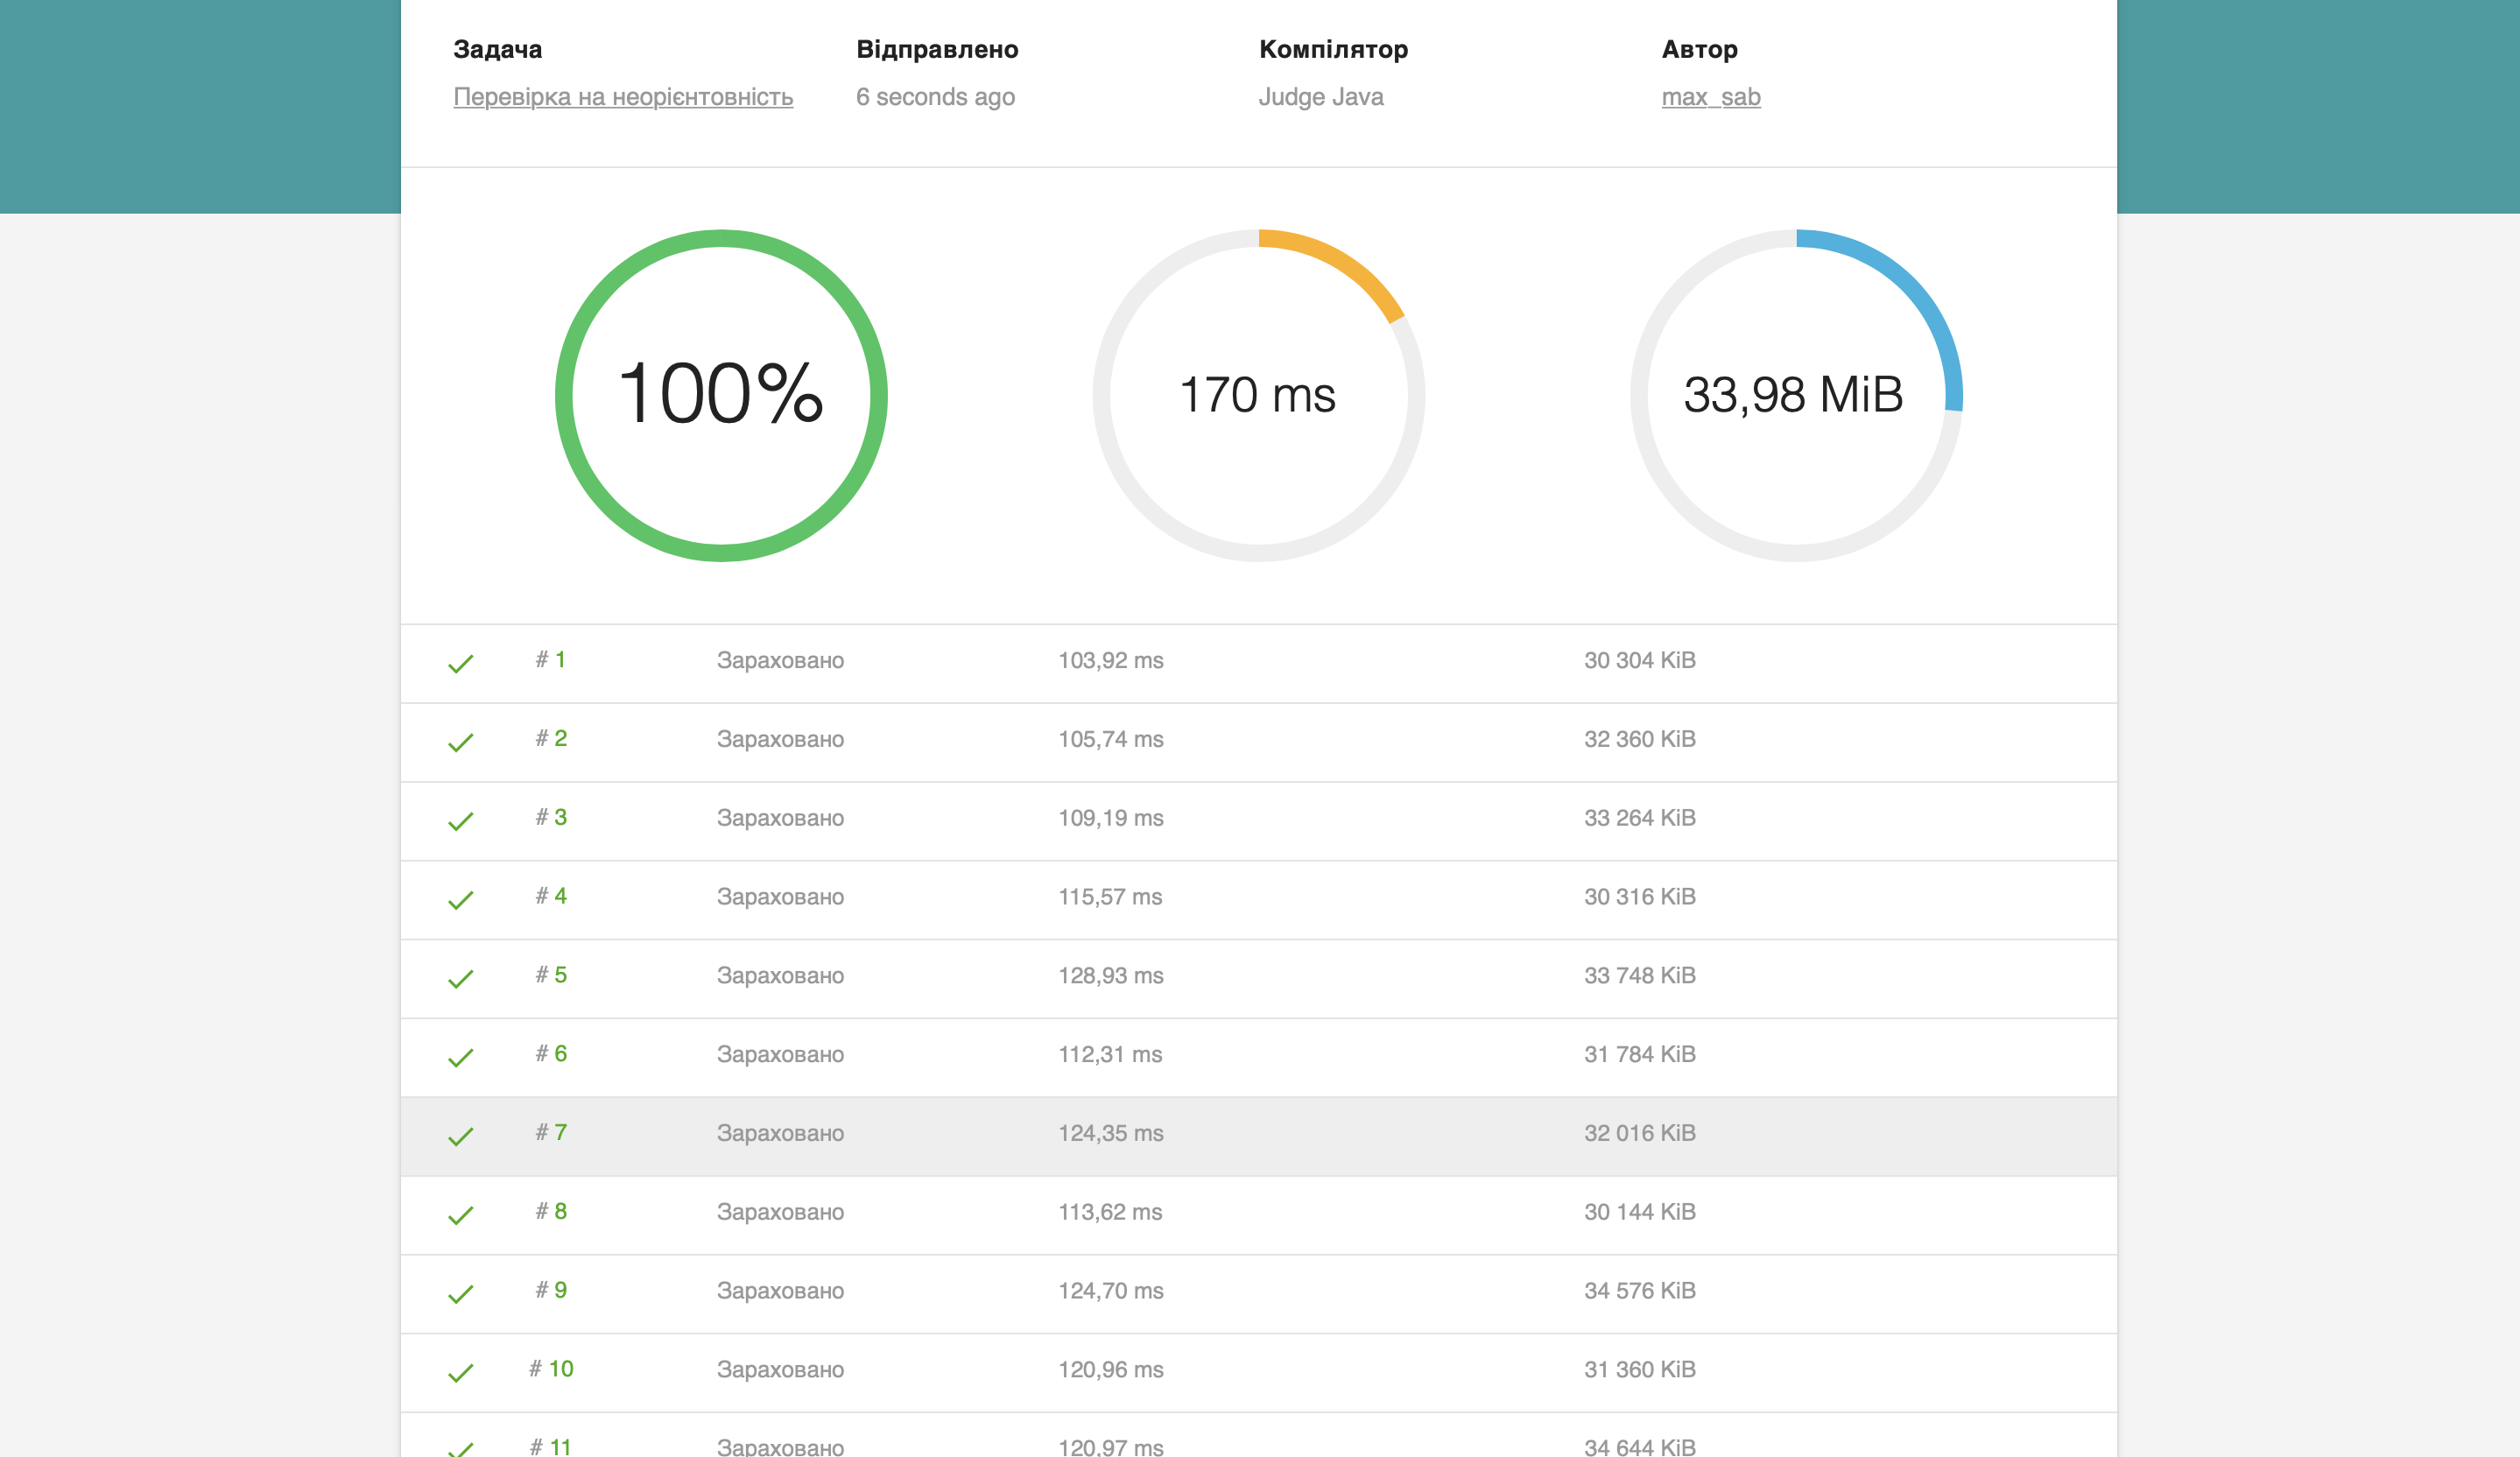 Задача Відправлено Компілятор Автор
Перевірка на неорієнтовність 6 seconds ago Judge Java max_sab
100% 170 ms 33,98 MiB
# 1 Зараховано 103,92 ms 30 304 KiB
# 2 Зараховано 105,74 ms 32 360 KiB
# 3 Зараховано 109,19 ms 33 264 KiB
# 4 Зараховано 115,57 ms 30 316 KiB
# 5 Зараховано 128,93 ms 33 748 KiB
# 6 Зараховано 112,31 ms 31 784 KiB
# 7 Зараховано 124,35 ms 32 016 KiB
# 8 Зараховано 113,62 ms 30 144 KiB
# 9 Зараховано 124,70 ms 34 576 KiB
# 10 Зараховано 120,96 ms 31 360 KiB
# 11 Зараховано 120,97 ms 34 644 KiB